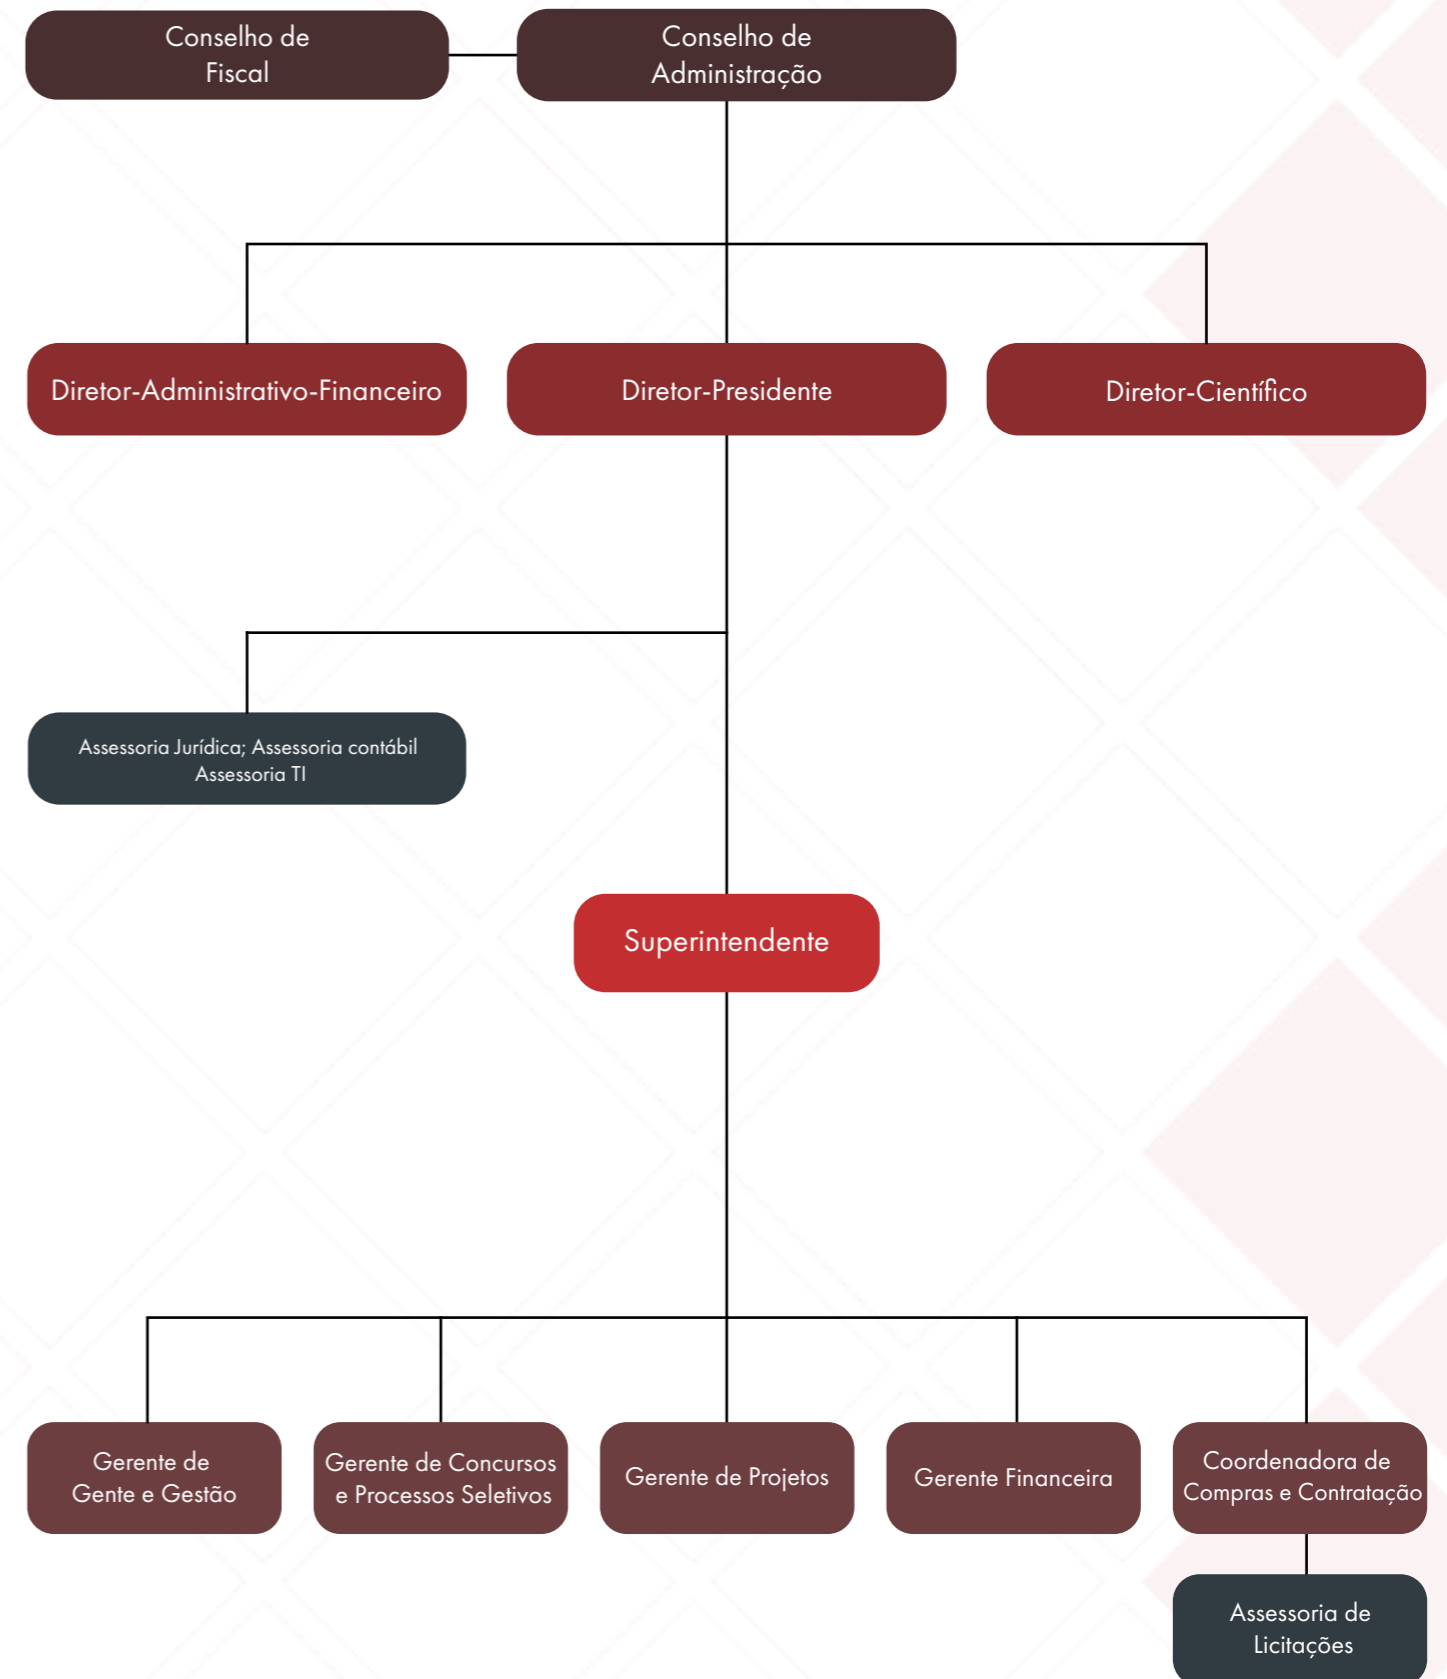 Conselho de
Fiscal
Conselho de
Administração
Diretor-Administrativo-Financeiro
Diretor-Presidente
Diretor-Científico
Assessoria Jurídica; Assessoria contábil
Assessoria TI
Superintendente
Gerente de
Gente e Gestão
Gerente de Concursos
e Processos Seletivos
Gerente de Projetos
Gerente Financeira
Coordenadora de
Compras e Contratação
Assessoria de
Licitações